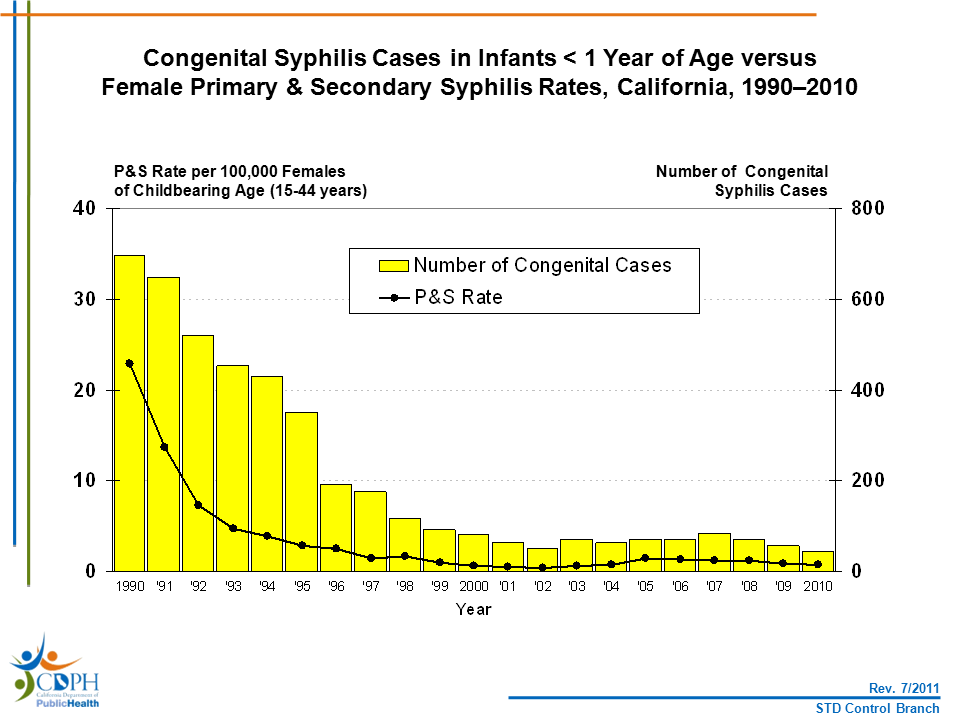 Congenital Syphilis Cases in Infants < 1 Year of Age versus
Female Primary & Secondary Syphilis Rates, California, 1990–2010
P&S Rate per 100,000 Females
of Childbearing Age (15-44 years)
Number of Congenital
Syphilis Cases
40
30
20
10
0
800
600
400
200
0
Number of Congenital Cases
P&S Rate
1990 '91 '92 '93 '94 '95 '96 '97 '98 '99 2000 '01 '02 '03 '04 '05 '06 '07 '08 '09 2010
Year
CDPH
California Department of
PublicHealth
Rev. 7/2011
STD Control Branch